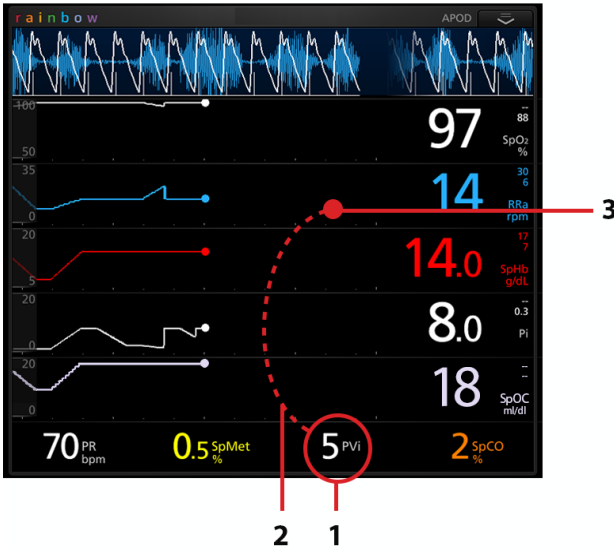 rainbow APOD
100 50 97 -- 88 SpO₂ %
35 0 14 30 6 RRa rpm
20 5 14.0 17 7 SpHb g/dL
20 0 8.0 -- 0.3 Pi
20 0 18 -- -- SpOC ml/dl
70 PR bpm 0.5 SpMet % 5 PVi 2 SpCO %
3
2 1